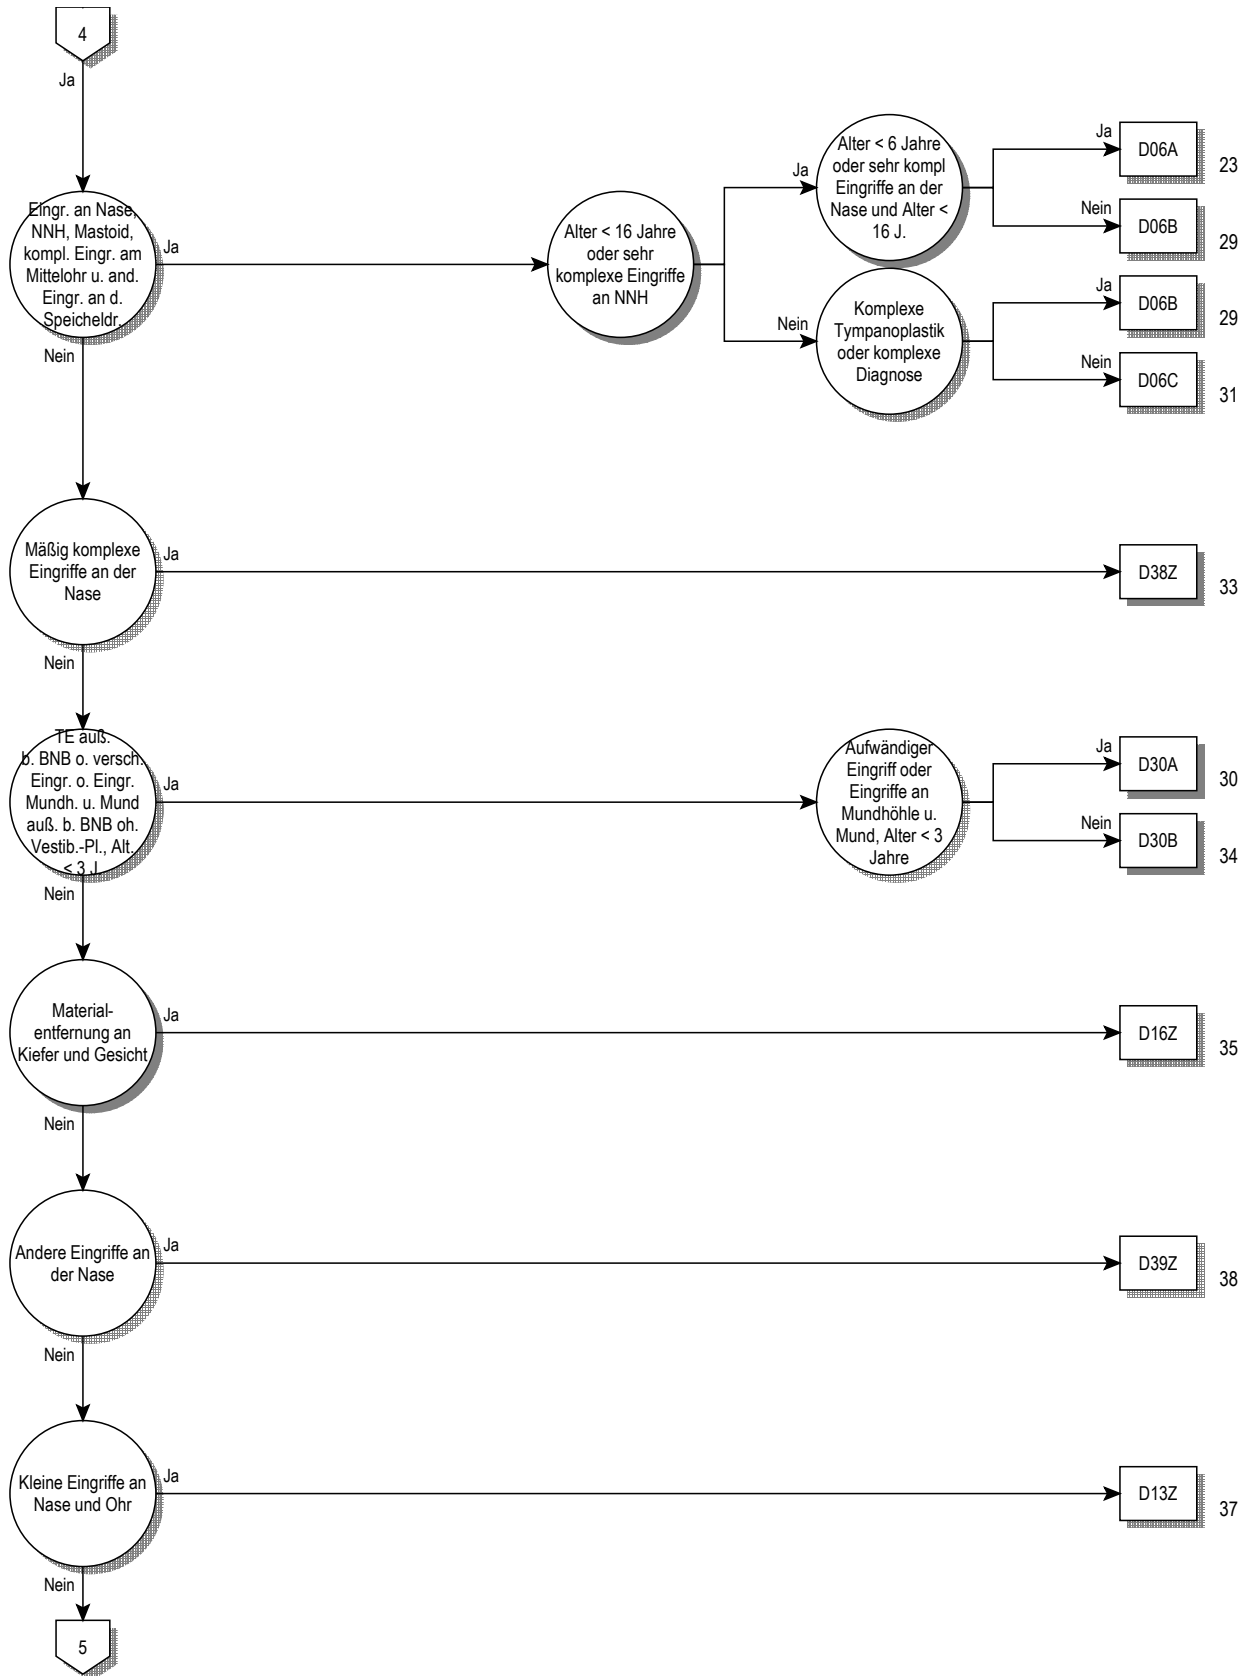 4
Ja
Eingr. an Nase,
NNH, Mastoid,
kompl. Eingr. am
Mittelohr u. and.
Eingr. an d.
Speicheldr.
Ja
Nein
Alter < 16 Jahre
oder sehr
komplexe Eingriffe
an NNH
Ja
Alter < 6 Jahre
oder sehr kompl
Eingriffe an der
Nase und Alter <
16 J.
Ja
D06A
23
Nein
D06B
29
Nein
Komplexe
Tympanoplastik
oder komplexe
Diagnose
Ja
D06B
29
Nein
D06C
31
Mäßig komplexe
Eingriffe an der
Nase
Ja
D38Z
33
Nein
TE auß.
b. BNB o. versch.
Eingr. o. Eingr.
Mundh. u. Mund
auß. b. BNB oh.
Vestib.-Pl., Alt.
< 3 J.
Ja
Nein
Aufwändiger
Eingriff oder
Eingriffe an
Mundhöhle u.
Mund, Alter < 3
Jahre
Ja
D30A
30
Nein
D30B
34
Material-
entfernung an
Kiefer und Gesicht
Ja
D16Z
35
Nein
Andere Eingriffe an
der Nase
Ja
D39Z
38
Nein
Kleine Eingriffe an
Nase und Ohr
Ja
D13Z
37
Nein
5